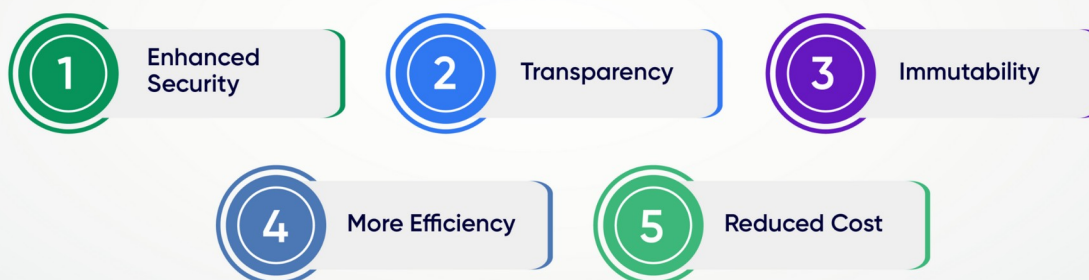 1
Enhanced
Security
2
Transparency
3
Immutability
4
More Efficiency
5
Reduced Cost